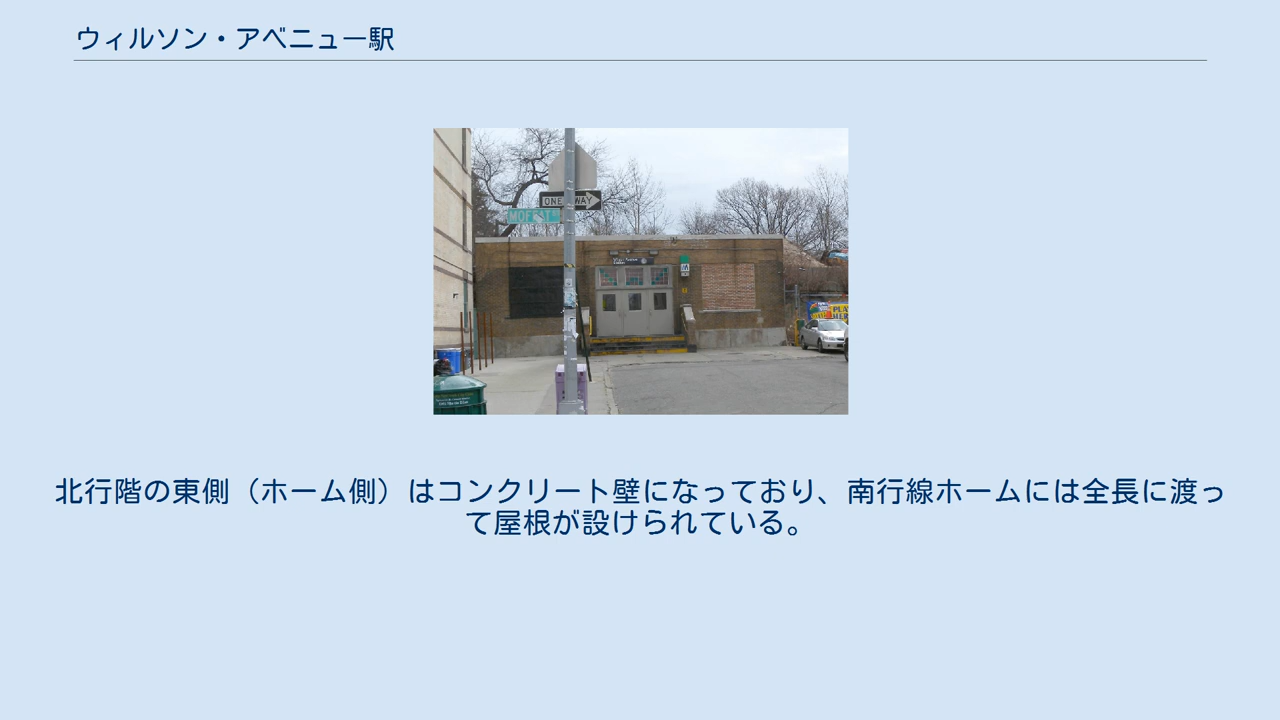 ウィルソン・アベニュー駅
ONE WAY
MOFFAT ST
北行階の東側（ホーム側）はコンクリート壁になっており、南行線ホームには全長に渡っ
て屋根が設けられている。